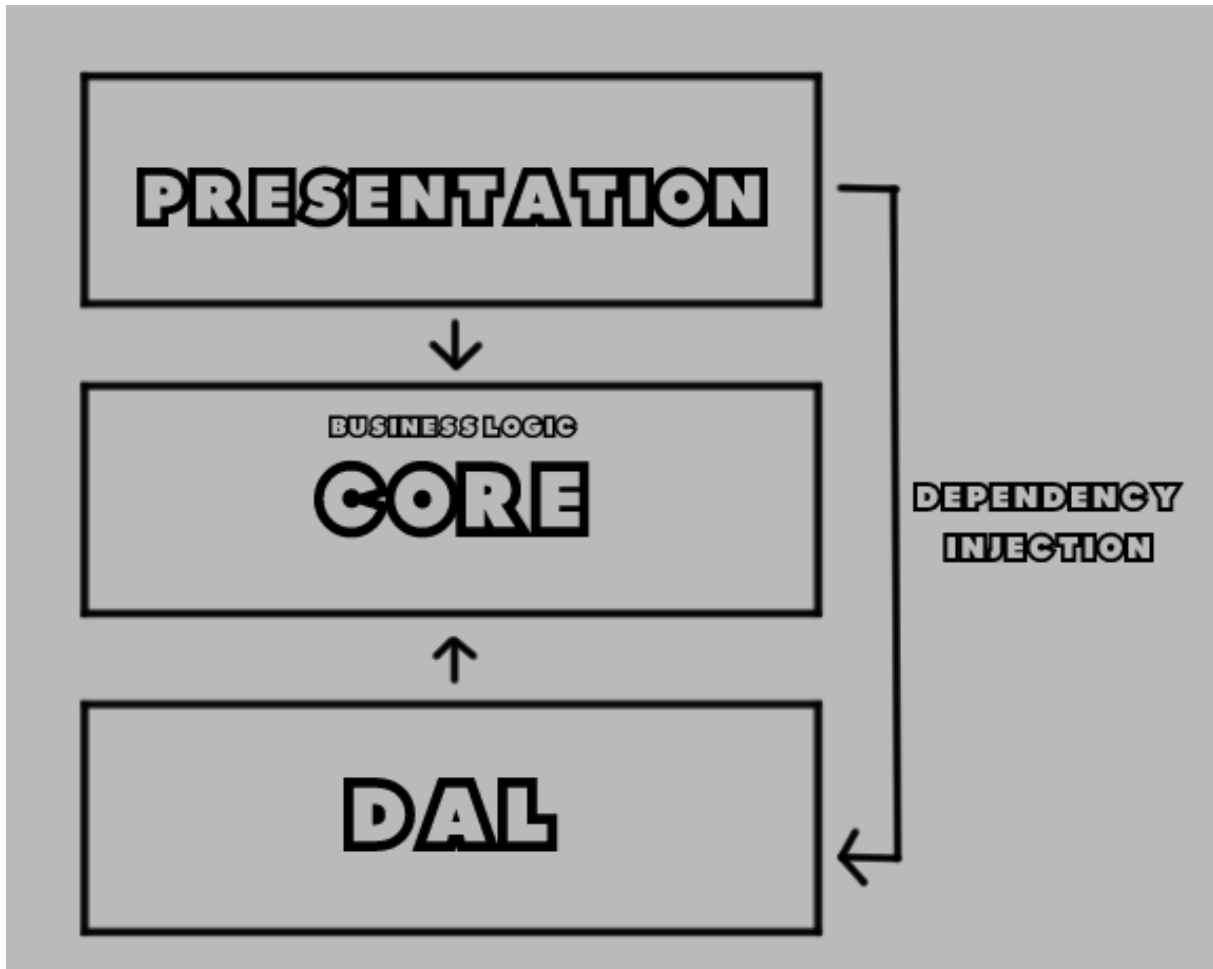 PRESENTATION
BUSINESS LOGIC
CORE
DEPENDENCY
INJECTION
DAL